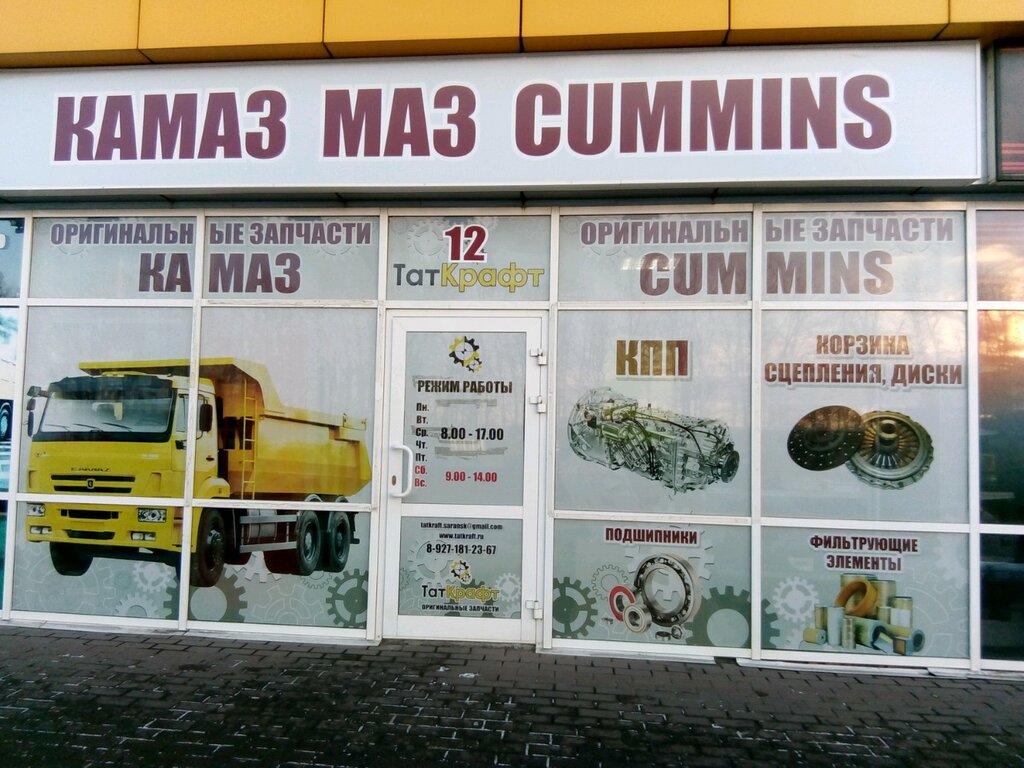 КАМАЗ МАЗ CUMMINS
ОРИГИНАЛЬНЫЕ ЗАПЧАСТИ
КАМАЗ
12
ТатКрафт
ОРИГИНАЛЬНЫЕ ЗАПЧАСТИ
CUMMINS
РЕЖИМ РАБОТЫ
Пн.
Вт.
Ср. 8.00 - 17.00
Чт.
Пт.
Сб. 9.00 - 14.00
Вс.
tatkraft.saransk@gmail.com
www.tatkraft.ru
8-927-181-23-67
ТатКрафт
ОРИГИНАЛЬНЫЕ ЗАПЧАСТИ
КПП
КОРЗИНА
СЦЕПЛЕНИЯ, ДИСКИ
ПОДШИПНИКИ
ФИЛЬТРУЮЩИЕ
ЭЛЕМЕНТЫ
КАМАЗ